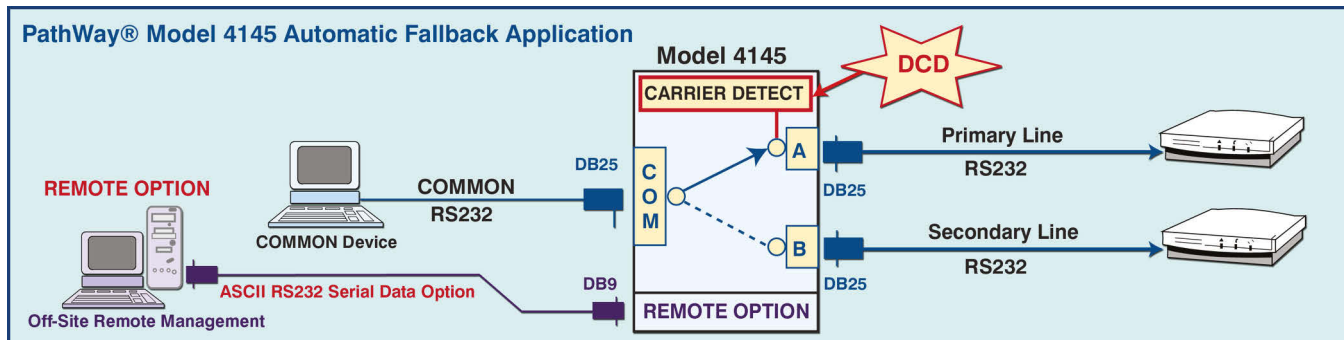 PathWay® Model 4145 Automatic Fallback Application
Model 4145
DCD
CARRIER DETECT
REMOTE OPTION
COMMON
RS232
COMMON Device
DB25
COM
A
B
DB25
Primary Line
RS232
DB25
Secondary Line
RS232
ASCII RS232 Serial Data Option
Off-Site Remote Management
DB9
REMOTE OPTION